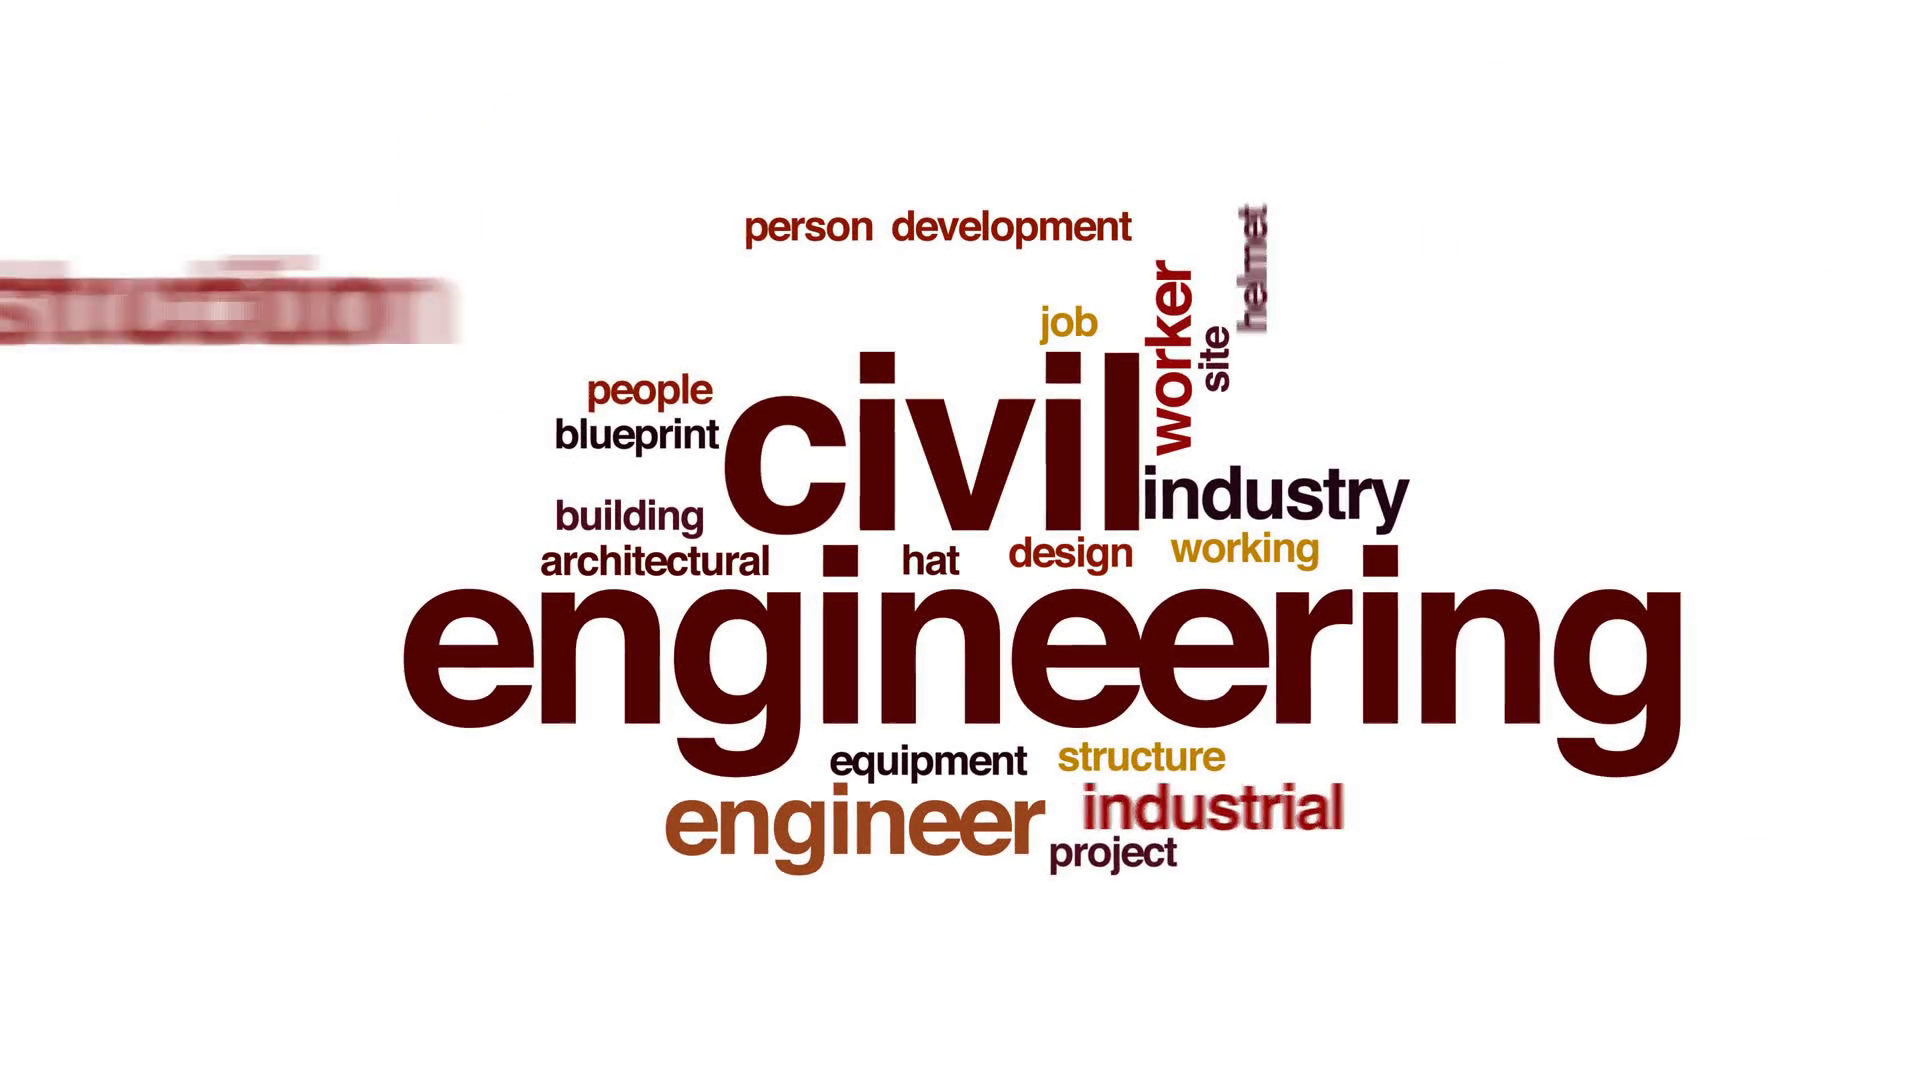 person development
helmet
worker
job
site
people
civil
blueprint
industry
building
working
design
architectural
hat
engineering
equipment
structure
engineer
industrial
project